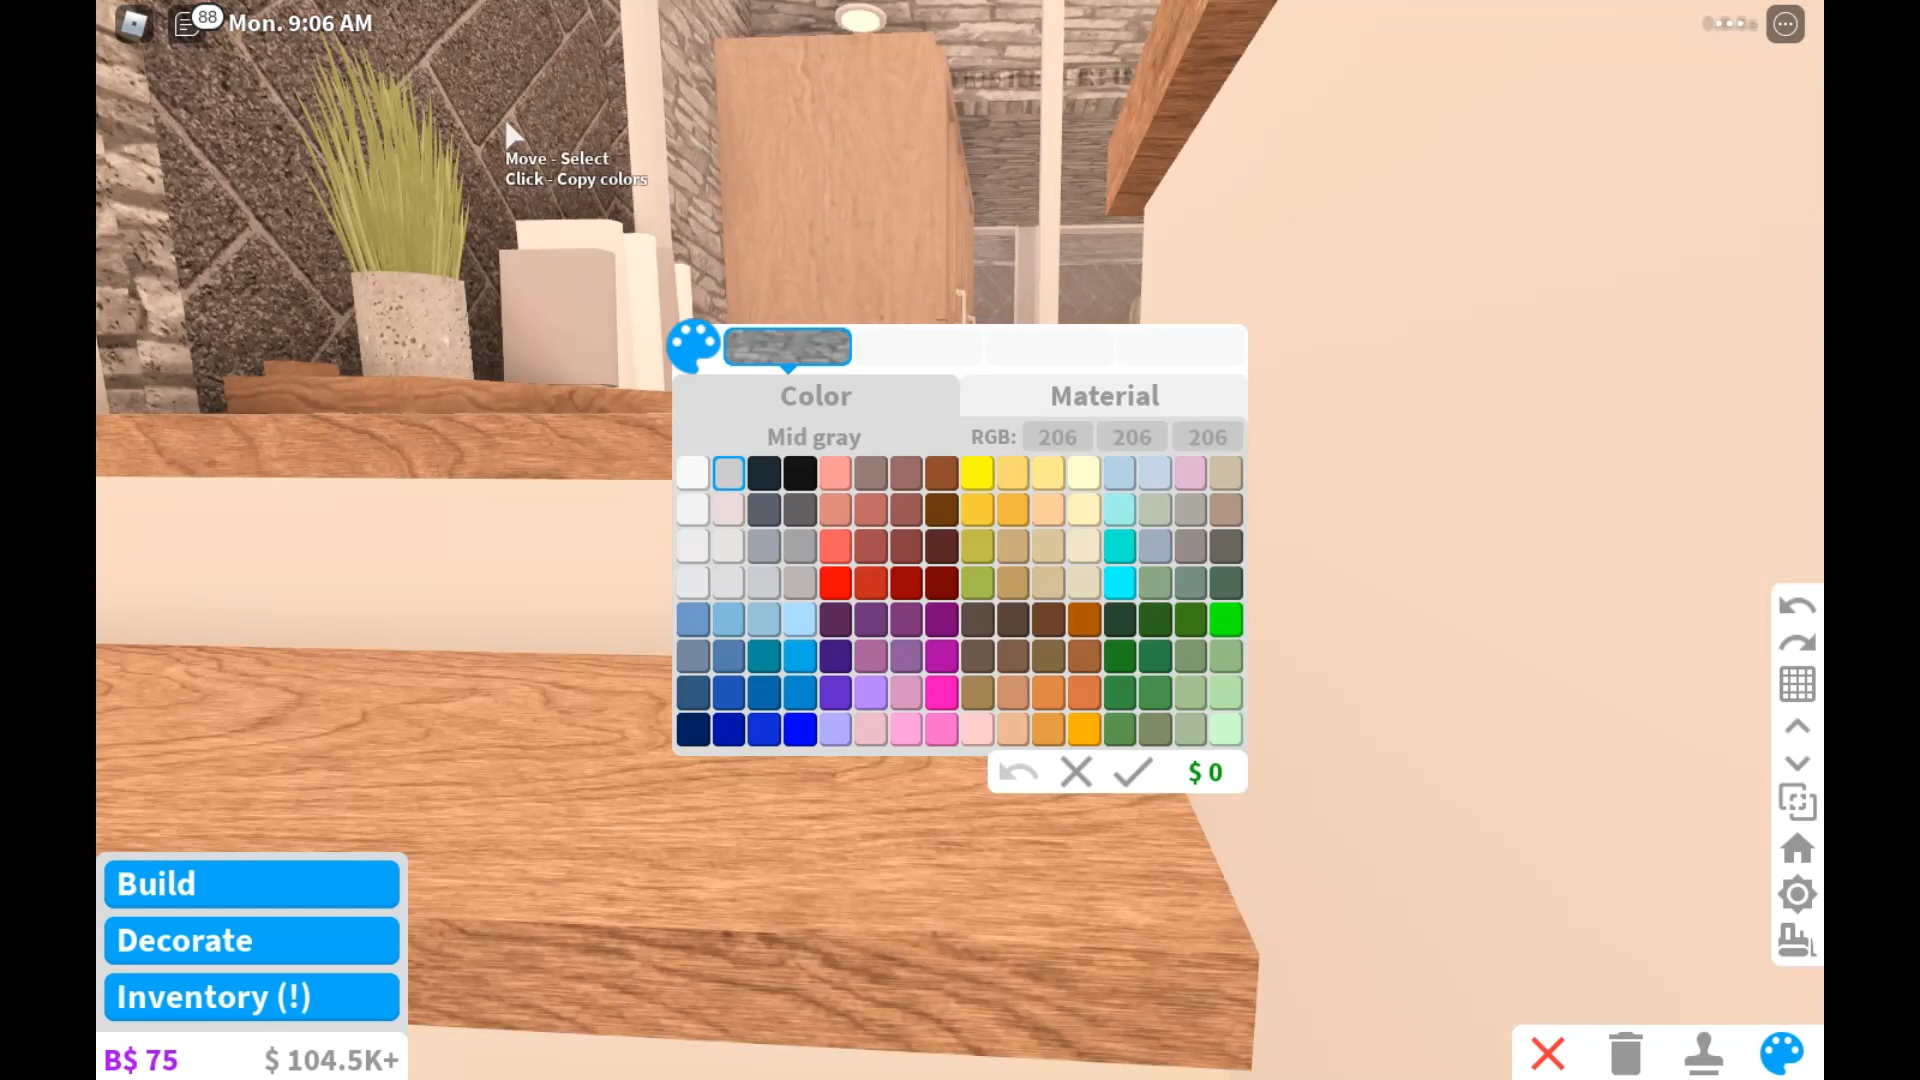 88
Mon. 9:06 AM
Move - Select
Click - Copy colors
Color
Material
Mid gray
RGB: 206 206 206
$ 0
Build
Decorate
Inventory (!)
B$ 75
$ 104.5K+